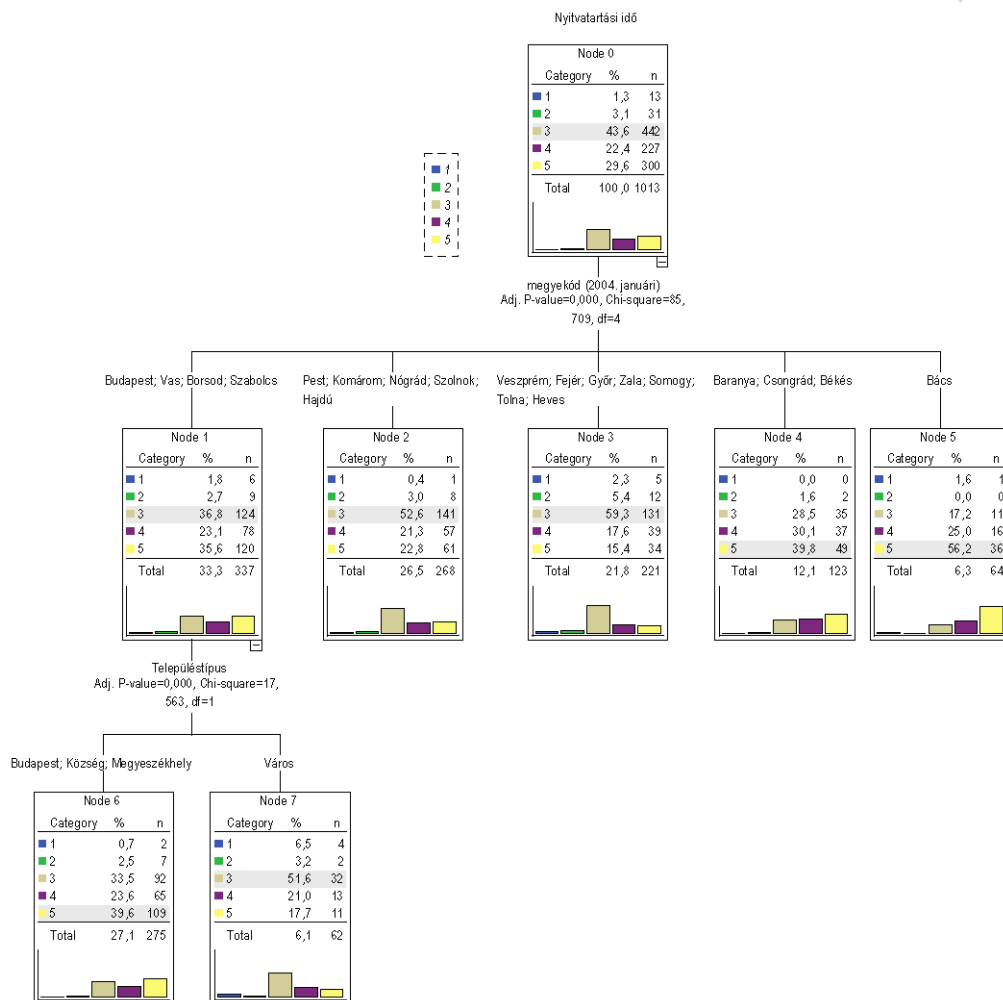 Nyitvatartási idő
Node 0
Category % n
1 1,3 13
2 3,1 31
3 43,6 442
4 22,4 227
5 29,6 300
Total 100,0 1013
1
2
3
4
5
megyekód (2004. januári)
Adj. P-value=0,000, Chi-square=85,
709, df=4
Budapest; Vas; Borsod; Szabolcs
Node 1
Category % n
1 1,8 6
2 2,7 9
3 36,8 124
4 23,1 78
5 35,6 120
Total 33,3 337
Pest; Komárom; Nógrád; Szolnok;
Hajdú
Node 2
Category % n
1 0,4 1
2 3,0 8
3 52,6 141
4 21,3 57
5 22,8 61
Total 26,5 268
Veszprém; Fejér; Győr; Zala; Somogy;
Tolna; Heves
Node 3
Category % n
1 2,3 5
2 5,4 12
3 59,3 131
4 17,6 39
5 15,4 34
Total 21,8 221
Baranya; Csongrád; Békés
Node 4
Category % n
1 0,0 0
2 1,6 2
3 28,5 35
4 30,1 37
5 39,8 49
Total 12,1 123
Bács
Node 5
Category % n
1 1,6 1
2 0,0 0
3 17,2 11
4 25,0 16
5 56,2 36
Total 6,3 64
Településtípus
Adj. P-value=0,000, Chi-square=17,
563, df=1
Budapest; Község; Megyeszékhely
Node 6
Category % n
1 0,7 2
2 2,5 7
3 33,5 92
4 23,6 65
5 39,6 109
Total 27,1 275
Város
Node 7
Category % n
1 6,5 4
2 3,2 2
3 51,6 32
4 21,0 13
5 17,7 11
Total 6,1 62